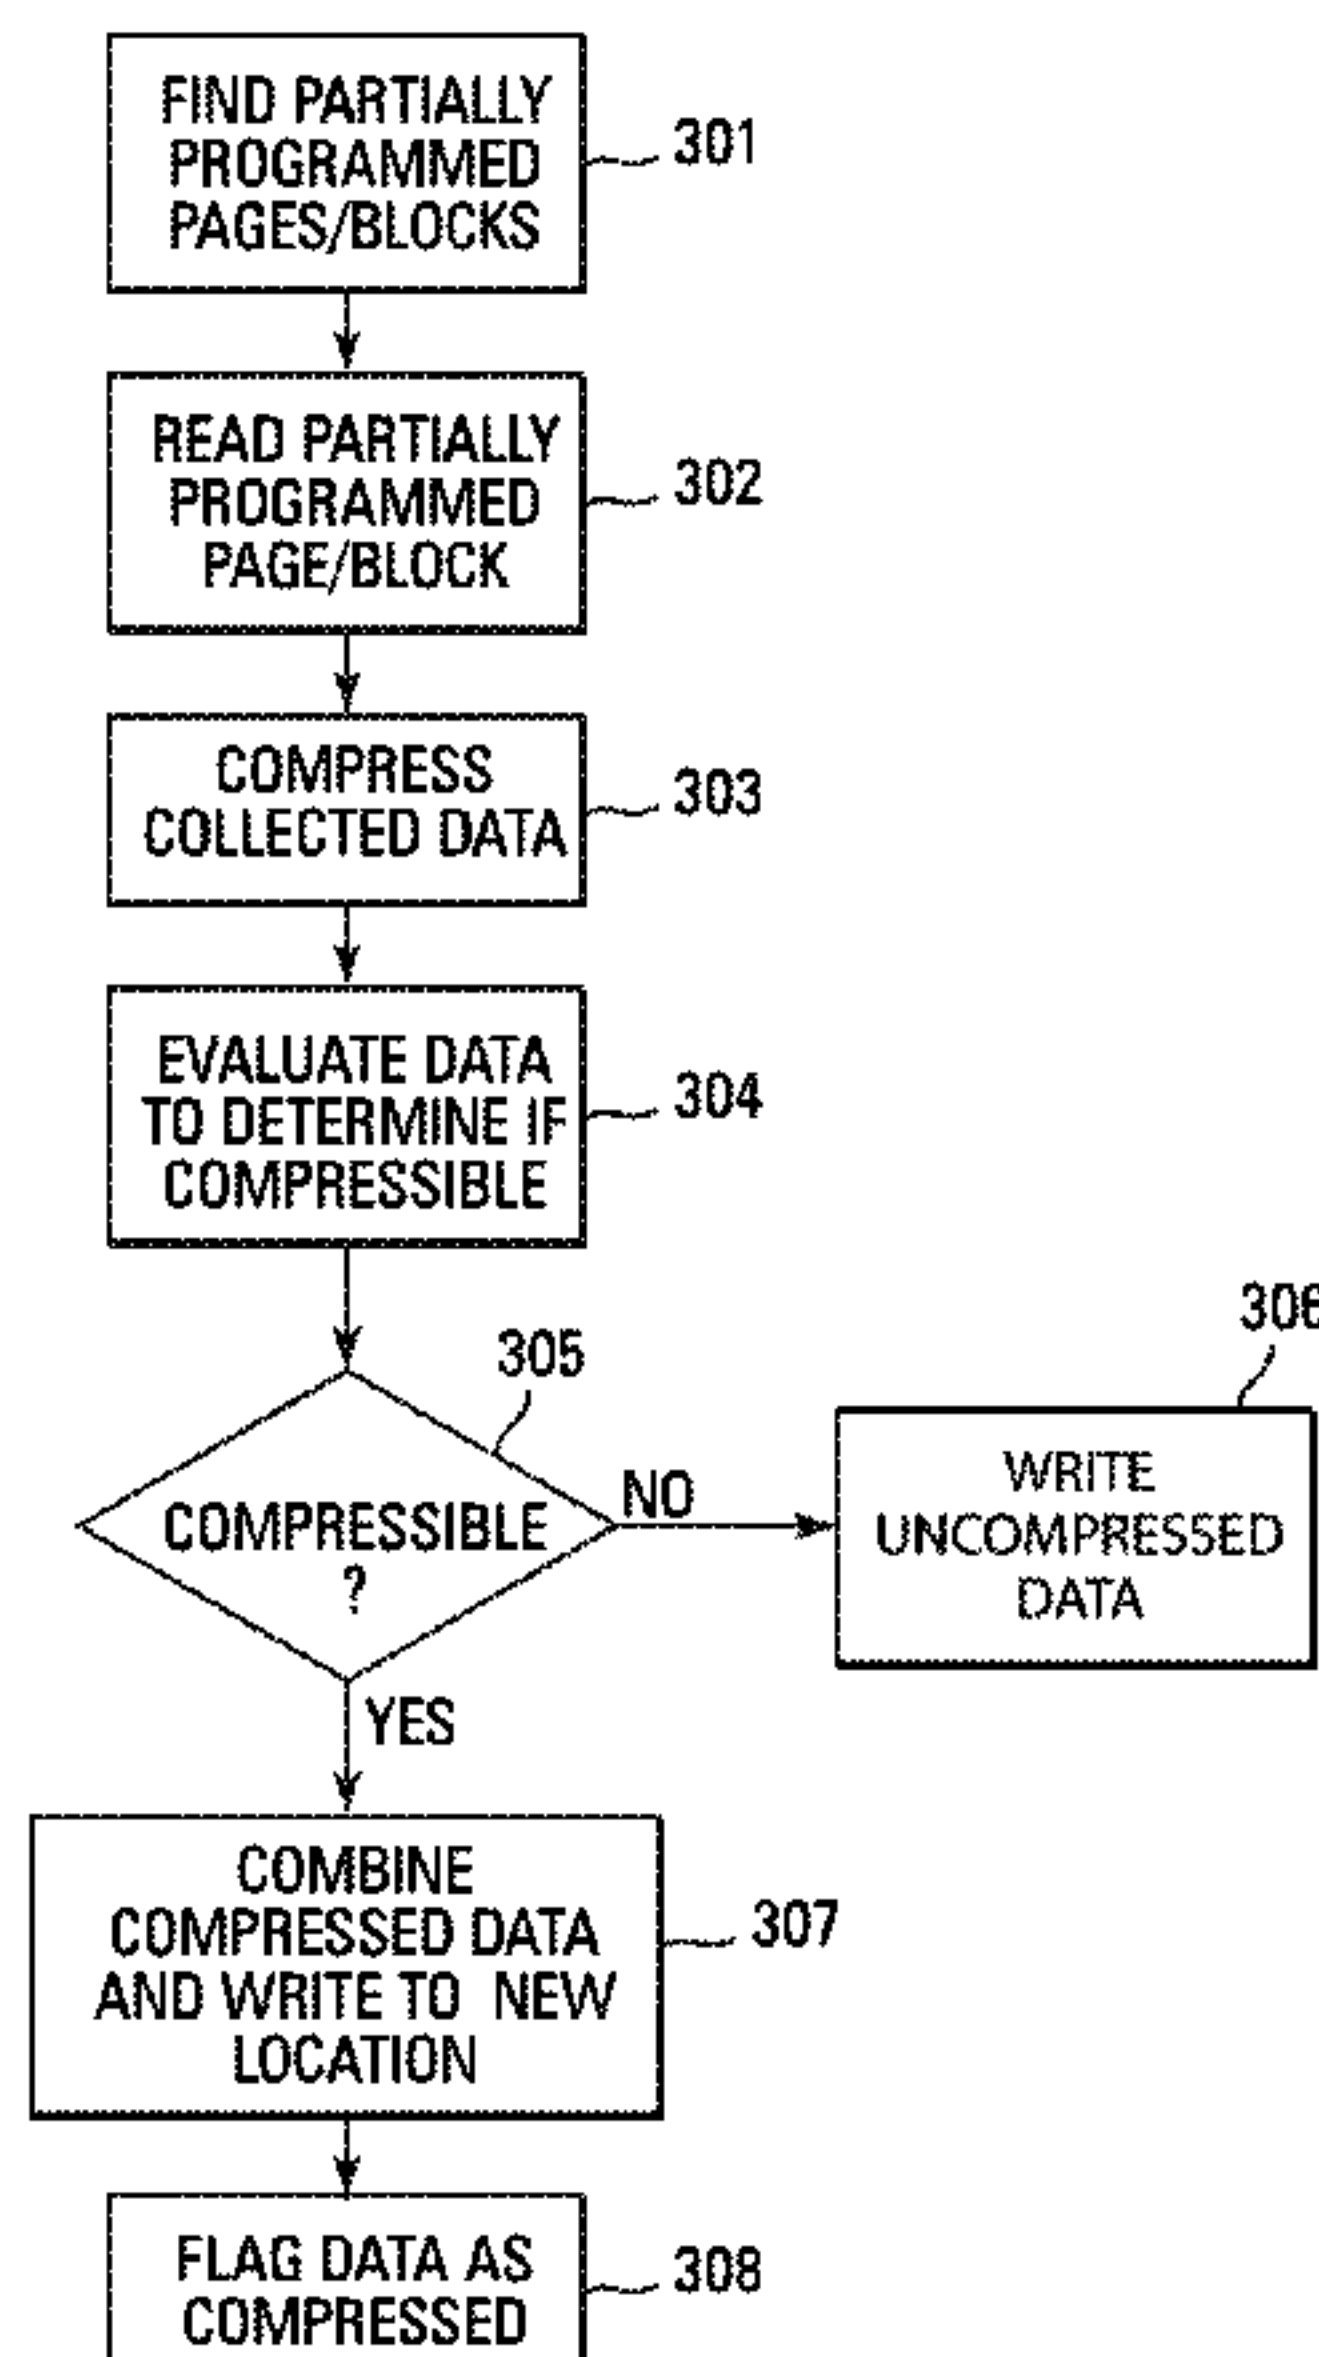 FIND PARTIALLY
PROGRAMMED
PAGES/BLOCKS
301
READ PARTIALLY
PROGRAMMED
PAGE/BLOCK
302
COMPRESS
COLLECTED DATA
303
EVALUATE DATA
TO DETERMINE IF
COMPRESSIBLE
304
305
COMPRESSIBLE
?
NO
306
WRITE
UNCOMPRESSED
DATA
YES
COMBINE
COMPRESSED DATA
AND WRITE TO NEW
LOCATION
307
FLAG DATA AS
COMPRESSED
308